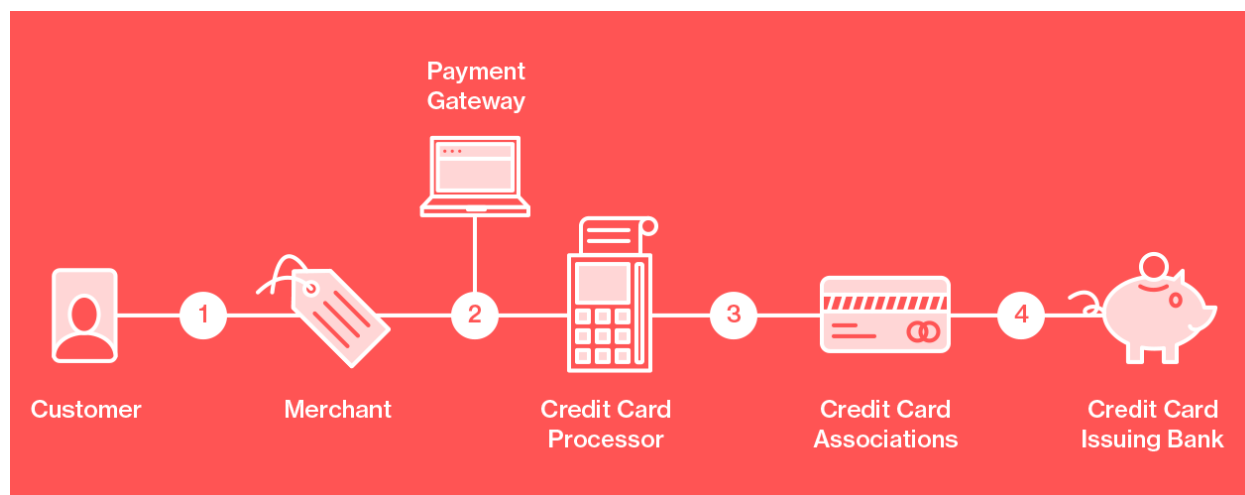 Payment
Gateway
1
2
3
4
Customer
Merchant
Credit Card
Processor
Credit Card
Associations
Credit Card
Issuing Bank